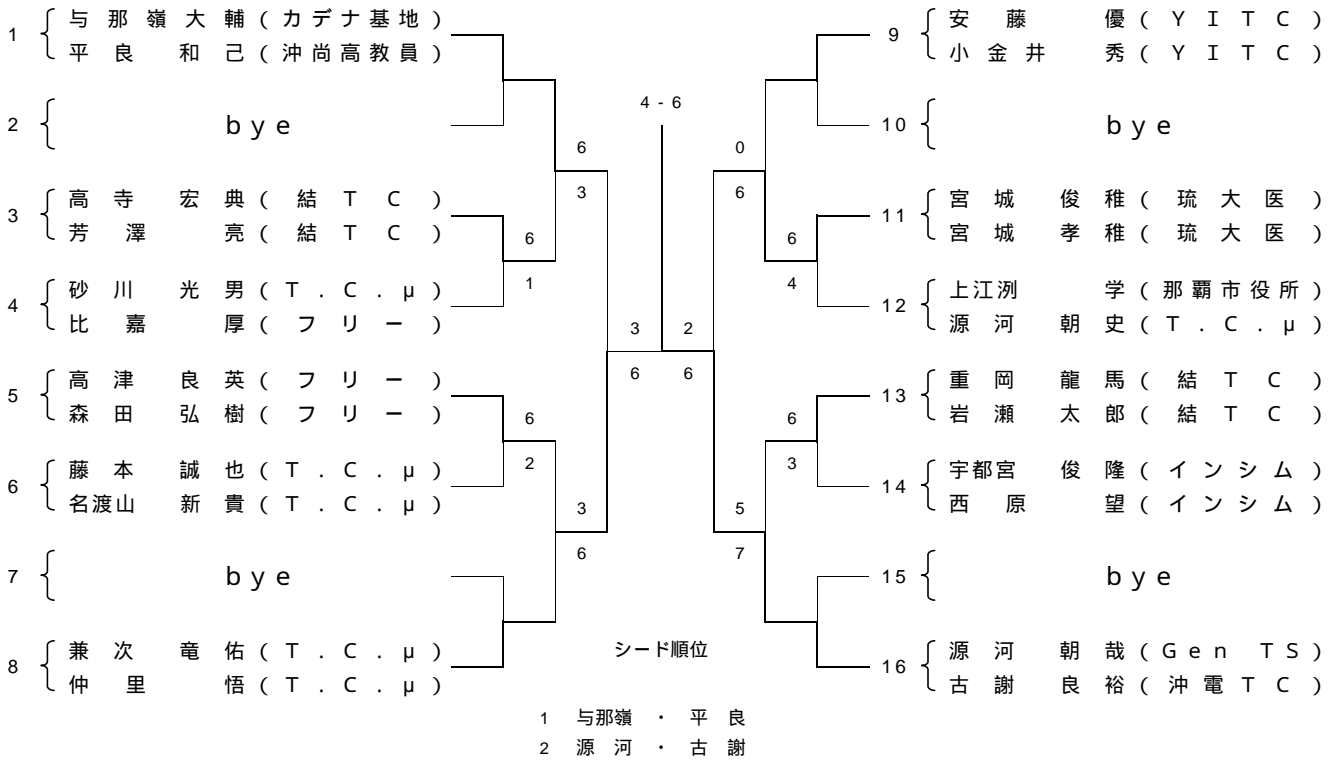 1 与那嶺大輔(カデナ基地)
平良 和己(沖尚高教員)
2 bye
3 高寺 宏典(結TC)
芳澤 亮(結TC)
4 砂川 光男(T.C.μ)
比嘉 厚(フリー)
5 高津 良英(フリー)
森田 弘樹(フリー)
6 藤本 誠也(T.C.μ)
名渡山 新貴(T.C.μ)
7 bye
8 兼次 竜佑(T.C.μ)
仲里 悟(T.C.μ)
6
3
6
1
6
2
3
6
3
6
4 - 6
2
6
0
6
6
4
6
3
5
7
9 安藤 優(YITC)
小金井 秀(YITC)
10 bye
11 宮城 俊稚(琉大医)
宮城 孝稚(琉大医)
12 上江洌 学(那覇市役所)
源河 朝史(T.C.μ)
13 重岡 龍馬(結TC)
岩瀬 太郎(結TC)
14 宇都宮 俊隆(インシム)
西原 望(インシム)
15 bye
16 源河 朝哉(Gen TS)
古謝 良裕(沖電TC)
シード順位
1 与那嶺 ・ 平良
2 源河 ・ 古謝